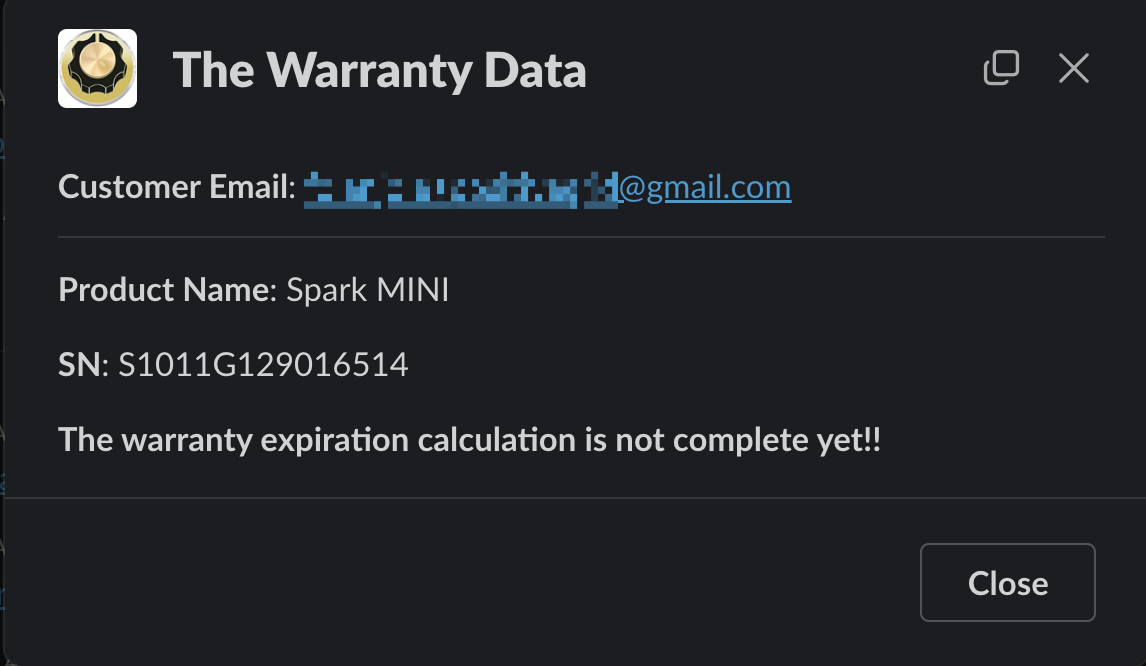 The Warranty Data
Customer Email: @gmail.com
Product Name: Spark MINI
SN: S1011G129016514
The warranty expiration calculation is not complete yet!!
Close